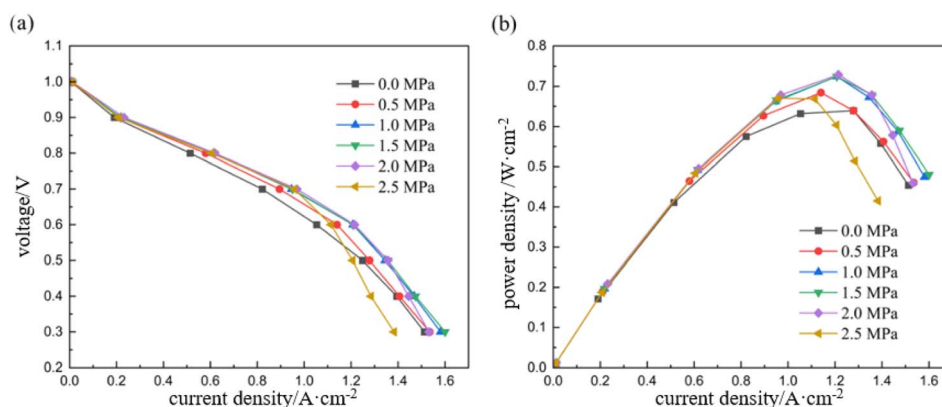 (a)
1.1
1.0
0.9
0.8
0.7
0.6
0.5
0.4
0.3
0.2
voltage/V
0.0 MPa
0.5 MPa
1.0 MPa
1.5 MPa
2.0 MPa
2.5 MPa
0.0 0.2 0.4 0.6 0.8 1.0 1.2 1.4 1.6
current density/A·cm⁻²
(b)
0.8
0.7
0.6
0.5
0.4
0.3
0.2
0.1
0.0
power density /W·cm⁻²
0.0 MPa
0.5 MPa
1.0 MPa
1.5 MPa
2.0 MPa
2.5 MPa
0.0 0.2 0.4 0.6 0.8 1.0 1.2 1.4 1.6
current density/A·cm⁻²